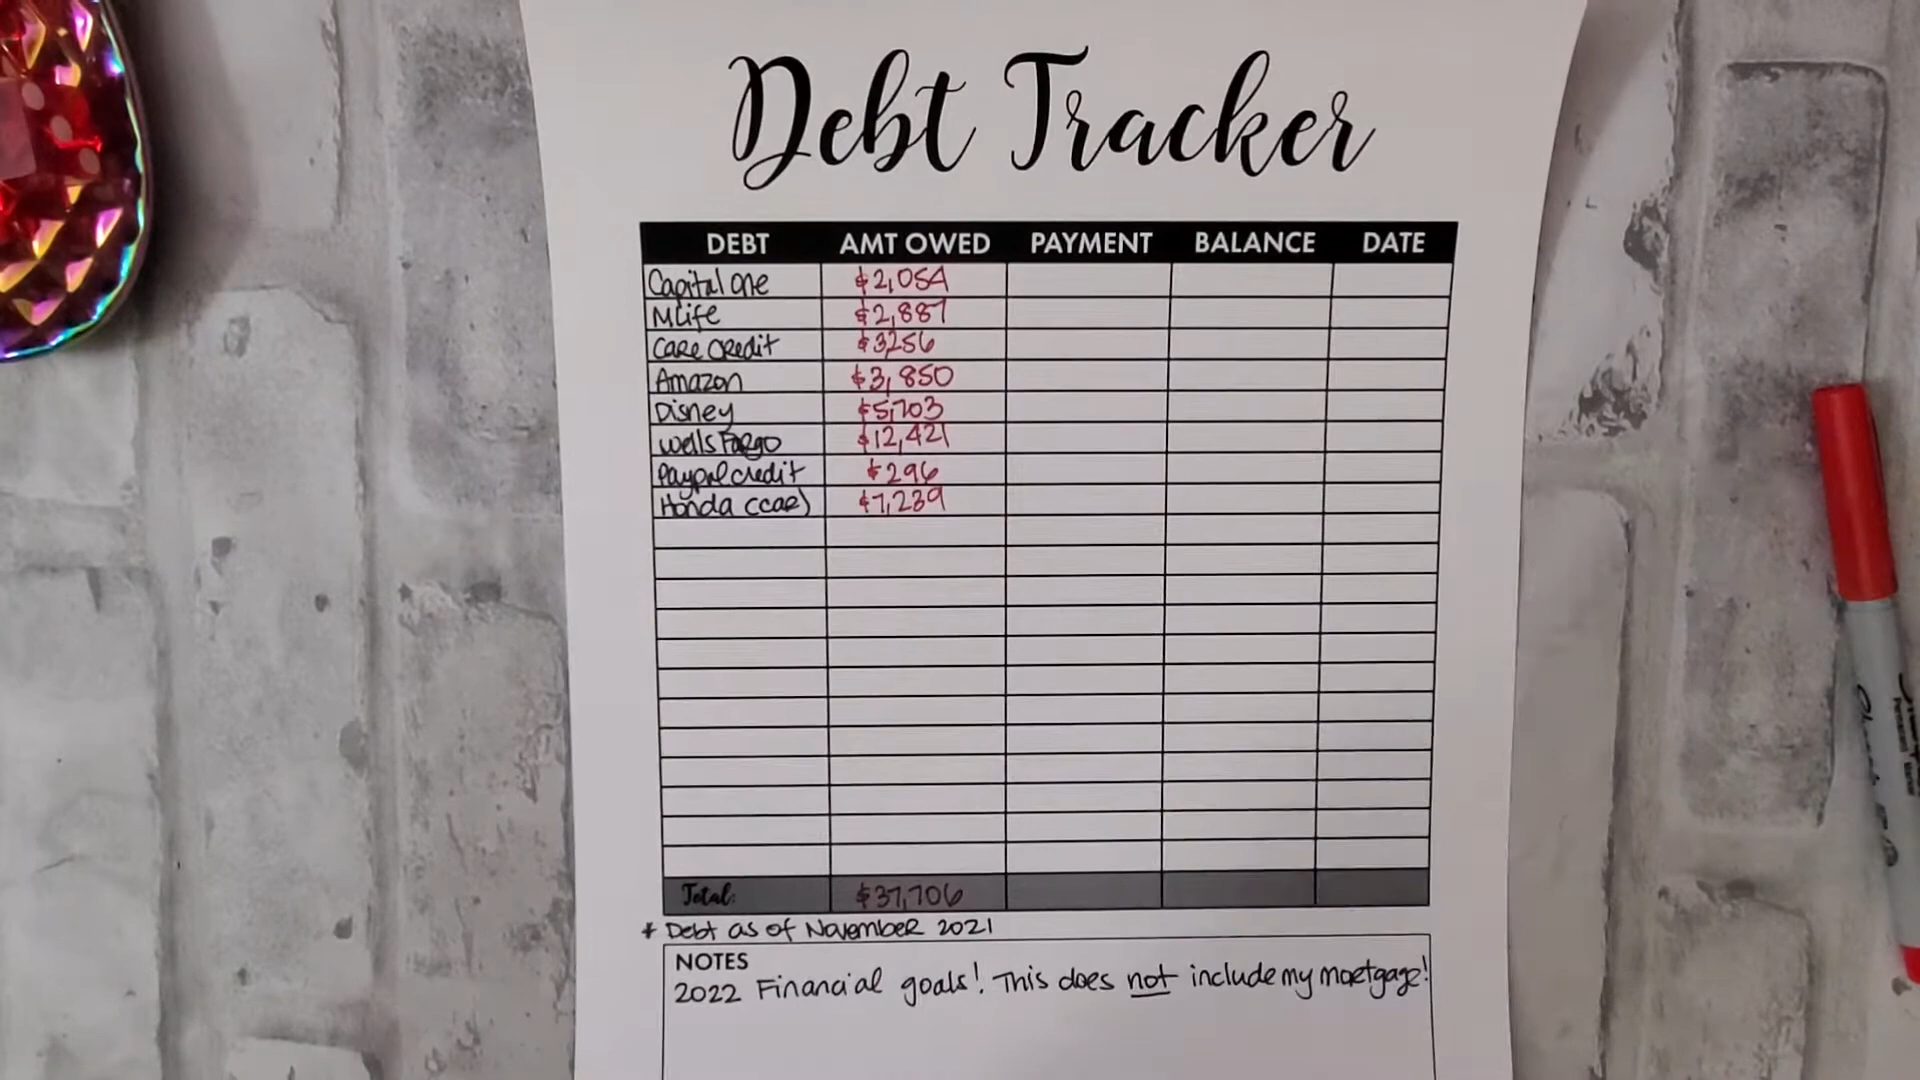 Debt Tracker
DEBT AMT OWED PAYMENT BALANCE DATE
Capital one $2,054
Mlife $2,887
Care Credit $3256
Amazon $3,850
Disney $5,703
Wells Fargo $12,421
Paypal credit $296
Honda (car) $7,239
Total: $37,706
* Debt as of November 2021
NOTES
2022 Financial goals! This does not include my mortgage!